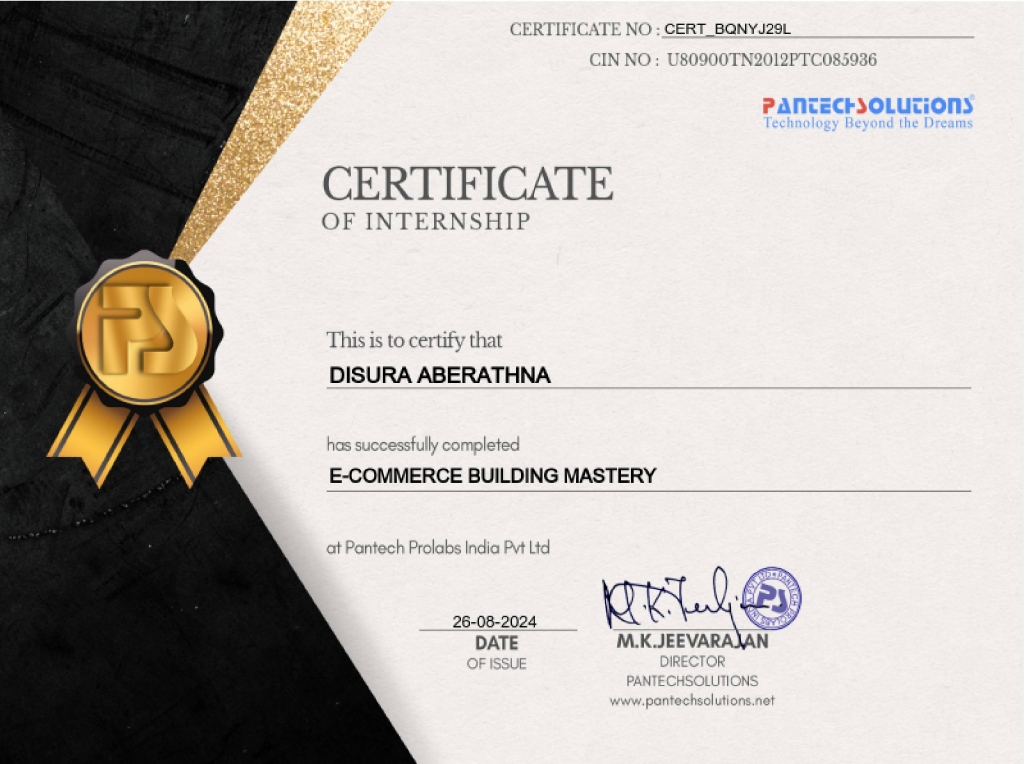 CERTIFICATE NO : CERT_BQNYJ29L
CIN NO : U80900TN2012PTC085936
PANTECHSOLUTIONS®
Technology Beyond the Dreams
CERTIFICATE
OF INTERNSHIP
PS
This is to certify that
DISURA ABERATHNA
has successfully completed
E-COMMERCE BUILDING MASTERY
at Pantech Prolabs India Pvt Ltd
26-08-2024
DATE
OF ISSUE
M.K.JEEVARAJAN
DIRECTOR
PANTECHSOLUTIONS
www.pantechsolutions.net